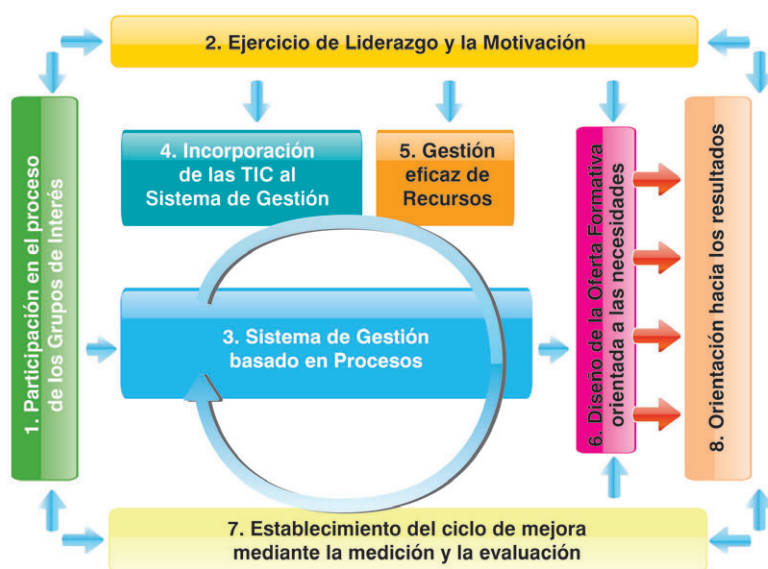 2. Ejercicio de Liderazgo y la Motivación
1. Participación en el proceso
de los Grupos de Interés
4. Incorporación
de las TIC al
Sistema de Gestión
5. Gestión
eficaz de
Recursos
3. Sistema de Gestión
basado en Procesos
6. Diseño de la Oferta Formativa
orientada a las necesidades
8. Orientación hacia los resultados
7. Establecimiento del ciclo de mejora
mediante la medición y la evaluación